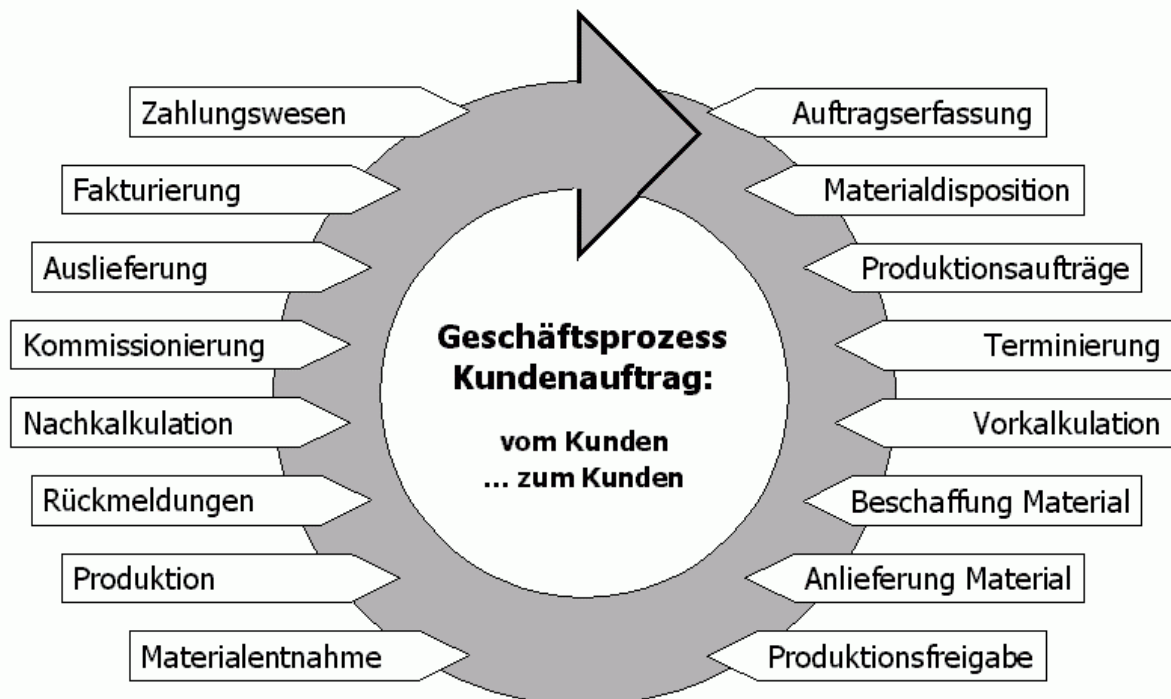 Zahlungswesen
Auftragserfassung
Fakturierung
Materialdisposition
Auslieferung
Produktionsaufträge
Geschäftsprozess
Kundenauftrag:
Kommissionierung
Terminierung
Nachkalkulation
Vorkalkulation
vom Kunden
... zum Kunden
Rückmeldungen
Beschaffung Material
Produktion
Anlieferung Material
Materialentnahme
Produktionsfreigabe